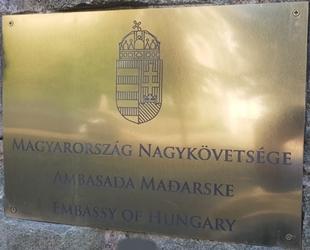 MAGYARORSZÁG NAGYKÖVETSÉGE
AMBASADA MAĐARSKE
EMBASSY OF HUNGARY